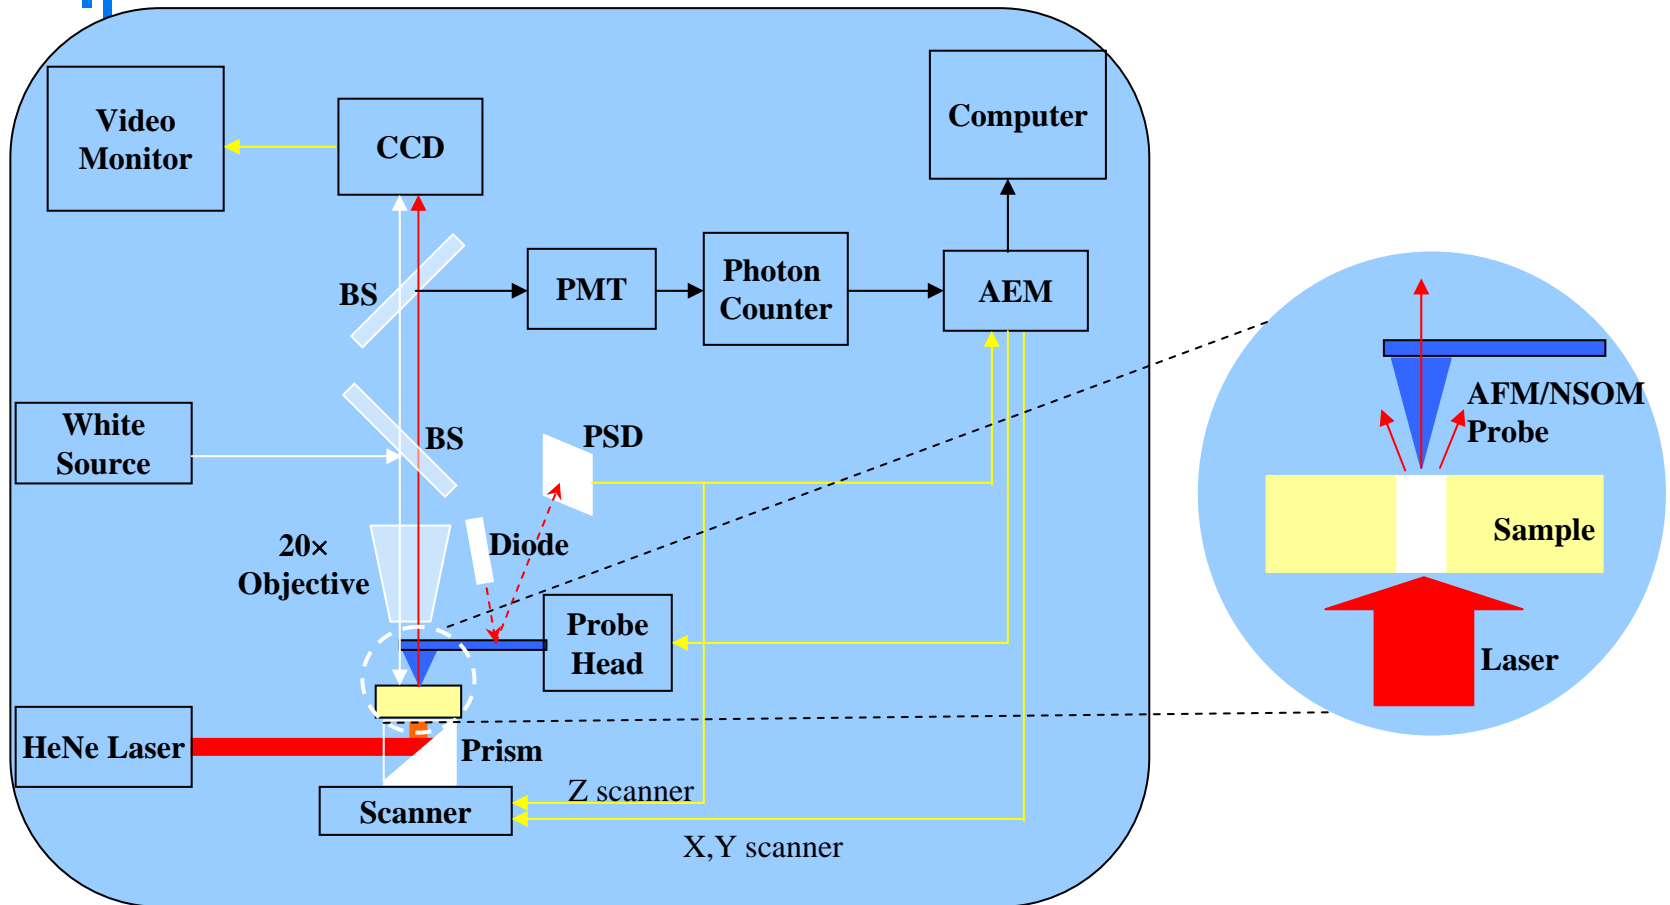 Video
Monitor
CCD
Computer
BS
PMT
Photon
Counter
AEM
White
Source
BS
PSD
20×
Objective
Diode
Probe
Head
HeNe Laser
Prism
Scanner
Z scanner
X,Y scanner
AFM/NSOM
Probe
Sample
Laser